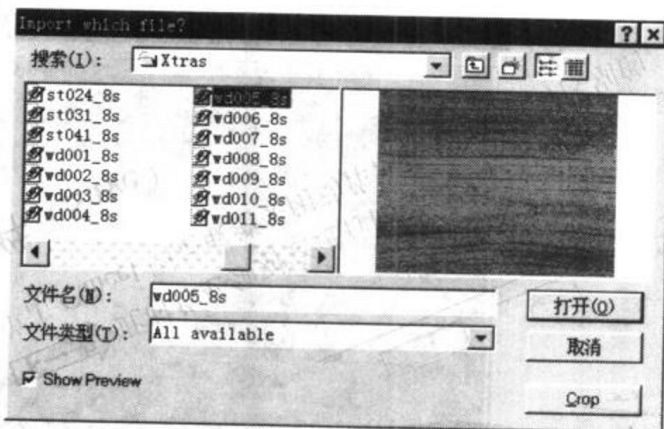 Import which file?
搜索(I): Xtras
st024_8s
st031_8s
st041_8s
wd001_8s
wd002_8s
wd003_8s
wd004_8s
wd005_8s
wd006_8s
wd007_8s
wd008_8s
wd009_8s
wd010_8s
wd011_8s
文件名(N): wd005_8s
打开(O)
文件类型(T): All available
取消
Show Preview
Crop